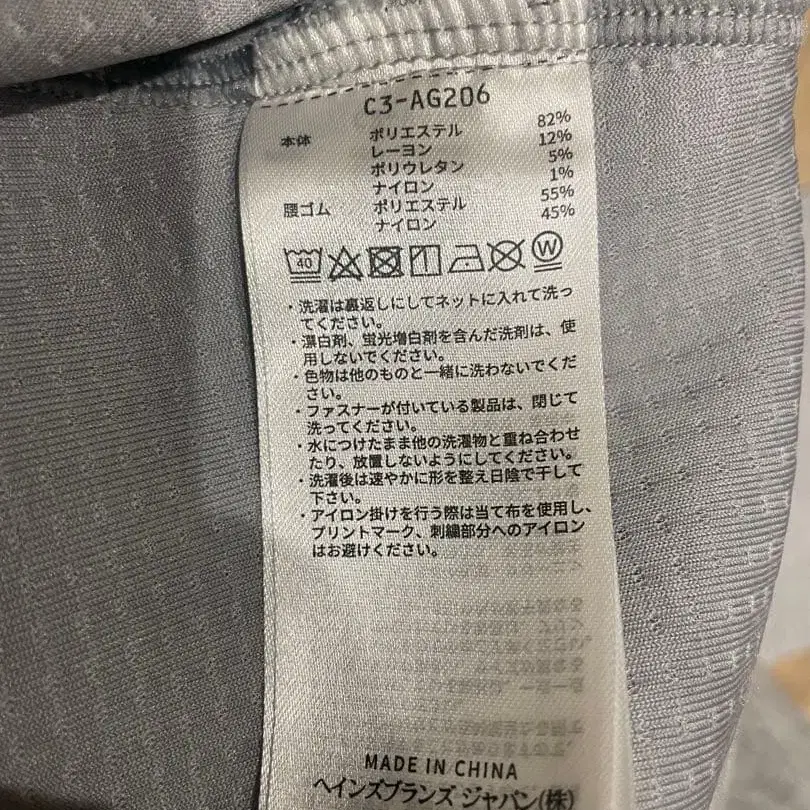 C3-AG206
本体 ポリエステル 82%
レーヨン 12%
ポリウレタン 5%
ナイロン 1%
腰ゴム ポリエステル 55%
ナイロン 45%
40 W
・洗濯は裏返しにしてネットに入れて洗っ
てください。
・漂白剤、蛍光増白剤を含んだ洗剤は、使
用しないでください。
・色物は他のものと一緒に洗わないでくだ
さい。
・ファスナーが付いている製品は、閉じて
洗ってください。
・水につけたまま他の洗濯物と重ね合わせ
たり、放置しないようにしてください。
・洗濯後は速やかに形を整え日陰で干して
下さい。
・アイロン掛けを行う際は当て布を使用し、
プリントマーク、刺繍部分へのアイロン
はお避けください。
MADE IN CHINA
ヘインズブランズ ジャパン(株)